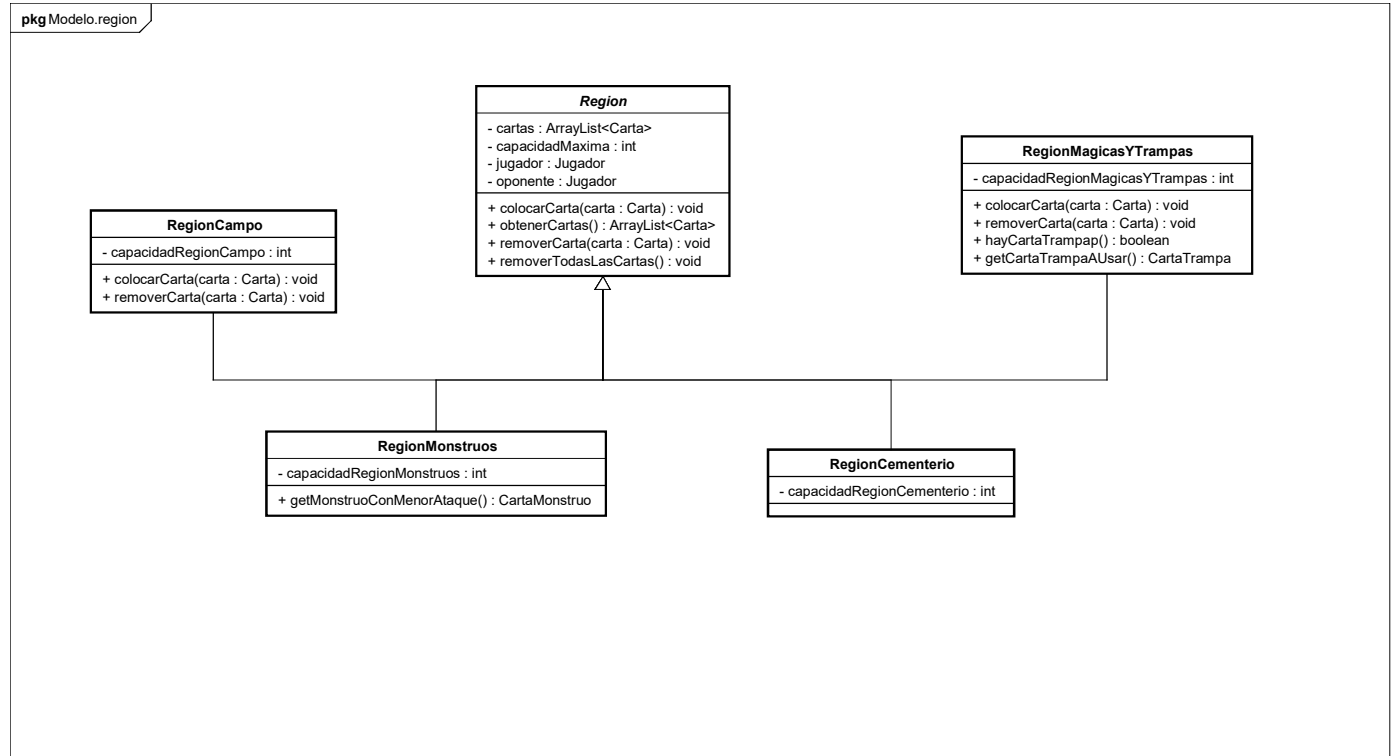 pkg Modelo.region
Region
- cartas : ArrayList<Carta>
- capacidadMaxima : int
- jugador : Jugador
- oponente : Jugador
+ colocarCarta(carta : Carta) : void
+ obtenerCartas() : ArrayList<Carta>
+ removerCarta(carta : Carta) : void
+ removerTodasLasCartas() : void
RegionMagicasYTrampas
- capacidadRegionMagicasYTrampas : int
+ colocarCarta(carta : Carta) : void
+ removerCarta(carta : Carta) : void
+ hayCartaTrampap() : boolean
+ getCartaTrampaAUsar() : CartaTrampa
RegionCampo
- capacidadRegionCampo : int
+ colocarCarta(carta : Carta) : void
+ removerCarta(carta : Carta) : void
RegionMonstruos
- capacidadRegionMonstruos : int
+ getMonstruoConMenorAtaque() : CartaMonstruo
RegionCementerio
- capacidadRegionCementerio : int